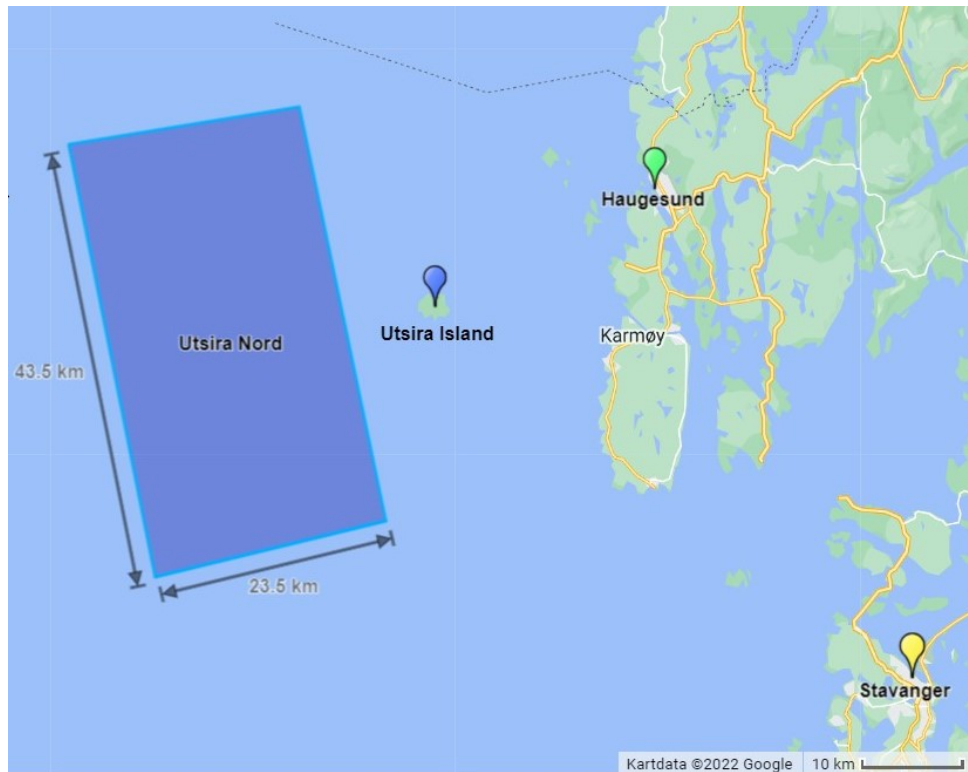 Haugesund
Utsira Island
Karmøy
Utsira Nord
43.5 km
23.5 km
Stavanger
Kartdata ©2022 Google
10 km